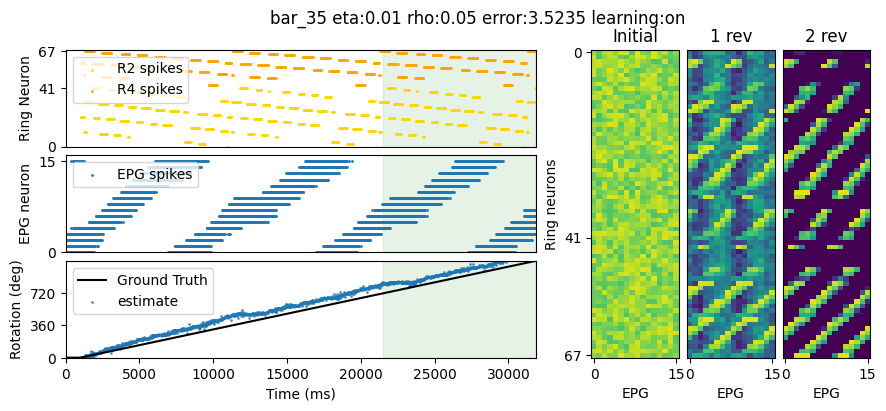 bar_35 eta:0.01 rho:0.05 error:3.5235 learning:on
67
41
0
Ring Neuron
R2 spikes
R4 spikes
15
0
EPG neuron
EPG spikes
720
360
0
Rotation (deg)
Ground Truth
estimate
0 5000 10000 15000 20000 25000 30000
Time (ms)
Initial 1 rev 2 rev
0
41
67
Ring neurons
0 15 0 15 0 15
EPG EPG EPG